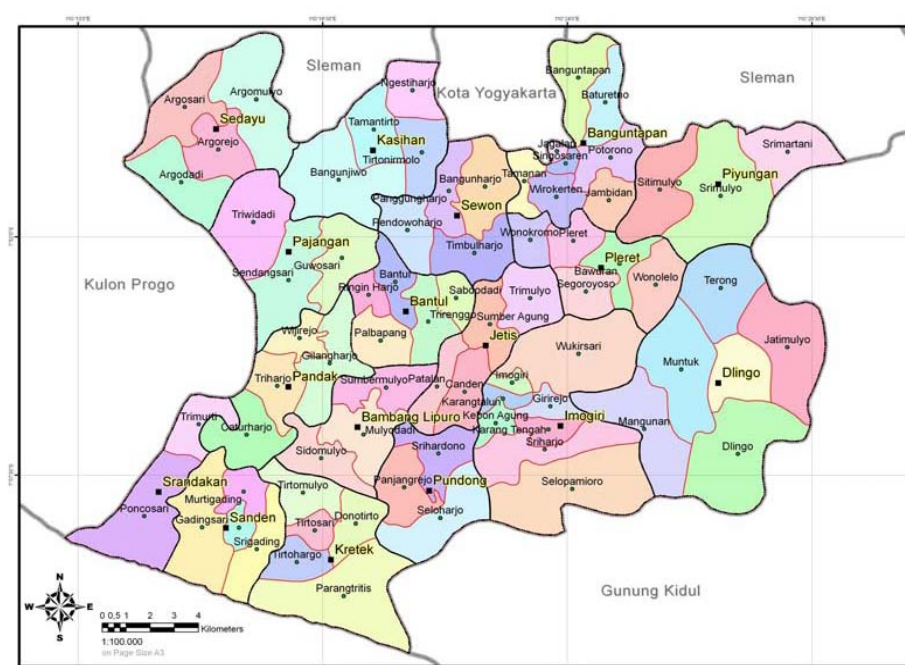 Sleman
Kota Yogyakarta
Sleman
Kulon Progo
Gunung Kidul
Argosari
Argomulyo
Sedayu
Argorejo
Argodadi
Ngestiharjo
Tamantirto
Kasihan
Tirtonimolo
Bangunjiwo
Banguntapan
Baturetno
Banguntapan
Jagalan
Singosaren
Potorono
Tamanan
Wirokerten
Jambidan
Srimartani
Piyungan
Sitimulyo
Srimulyo
Bangunharjo
Panggungharjo
Sewon
Pendowoharjo
Timbulharjo
Triwidadi
Pajangan
Guwosari
Sendangsari
Wonokromo
Pleret
Pleret
Bawuran
Segoroyoso
Wonolelo
Terong
Bantul
Ringin Harjo
Bantul
Sabdodadi
Trirenggo
Palbapang
Trimulyo
Sumber Agung
Jetis
Wukirsari
Muntuk
Jatimulyo
Dlingo
Wijirejo
Gilangharjo
Triharjo
Pandak
Caturharjo
Sumbermulyo
Patalan
Canden
Imogiri
Karangtalun
Girirejo
Kebon Agung
Karang Tengah
Imogiri
Sriharjo
Mangunan
Dlingo
Bambang Lipuro
Mulyodadi
Sidomulyo
Srihardono
Panjangrejo
Pundong
Seloharjo
Selopamioro
Trimurti
Srandakan
Poncosari
Murtigading
Gadingsari
Sanden
Srigading
Tirtomulyo
Donotirto
Tirtosari
Kretek
Tirtohargo
Parangtritis
N
W E
S
0 0,5 1 2 3 4
Kilometers
1:100.000
on Page Size A3